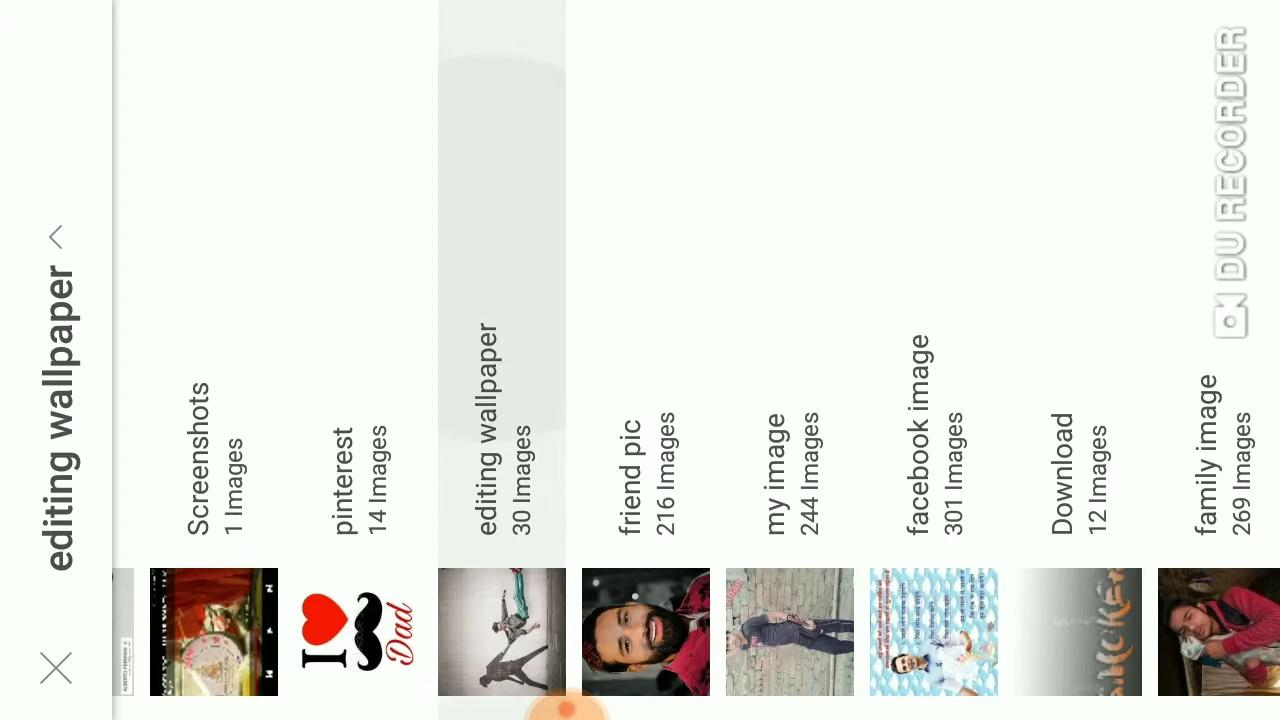 editing wallpaper
Screenshots
1 Images
pinterest
14 Images
I
Dad
editing wallpaper
30 Images
friend pic
216 Images
my image
244 Images
facebook image
301 Images
Download
12 Images
family image
269 Images
DU RECORDER